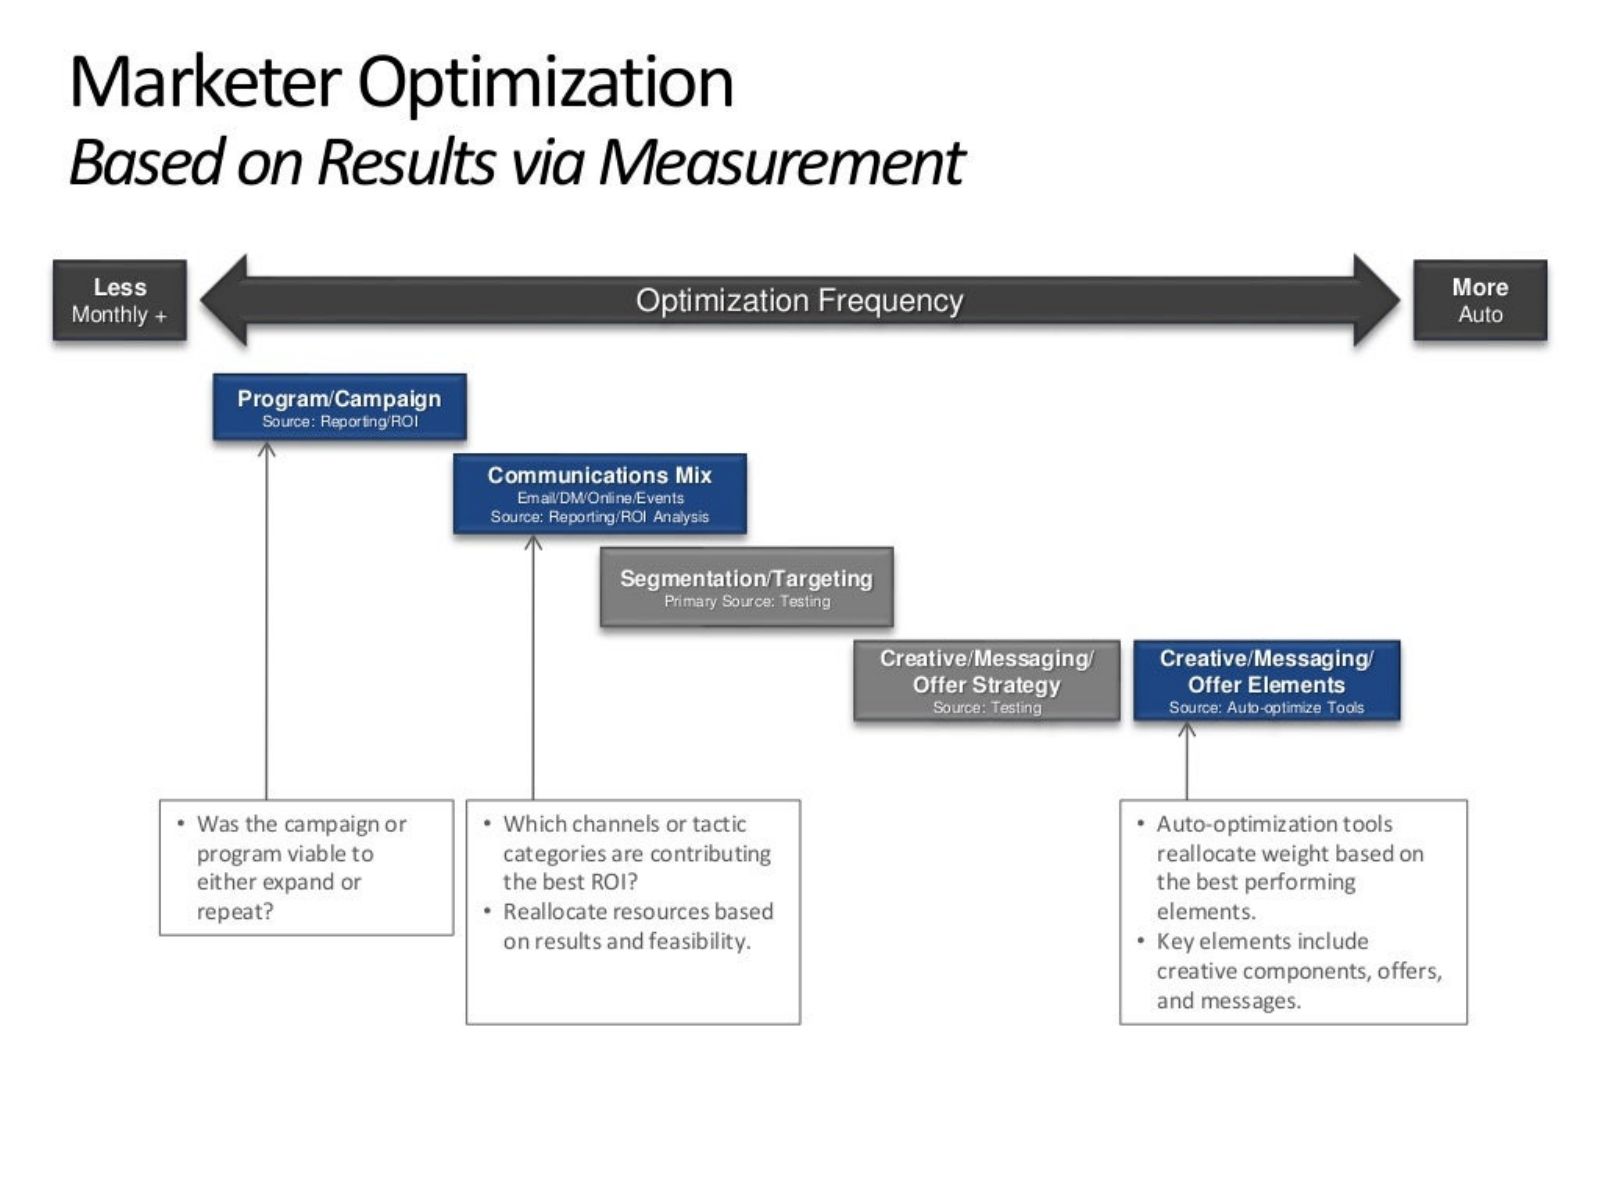 Marketer Optimization
Based on Results via Measurement
Less
Monthly +
Optimization Frequency
More
Auto
Program/Campaign
Source: Reporting/ROI
Communications Mix
Email/DM/Online/Events
Source: Reporting/ROI Analysis
Segmentation/Targeting
Primary Source: Testing
Creative/Messaging/
Offer Strategy
Source: Testing
Creative/Messaging/
Offer Elements
Source: Auto-optimize Tools
• Was the campaign or
program viable to
either expand or
repeat?
• Which channels or tactic
categories are contributing
the best ROI?
• Reallocate resources based
on results and feasibility.
• Auto-optimization tools
reallocate weight based on
the best performing
elements.
• Key elements include
creative components, offers,
and messages.